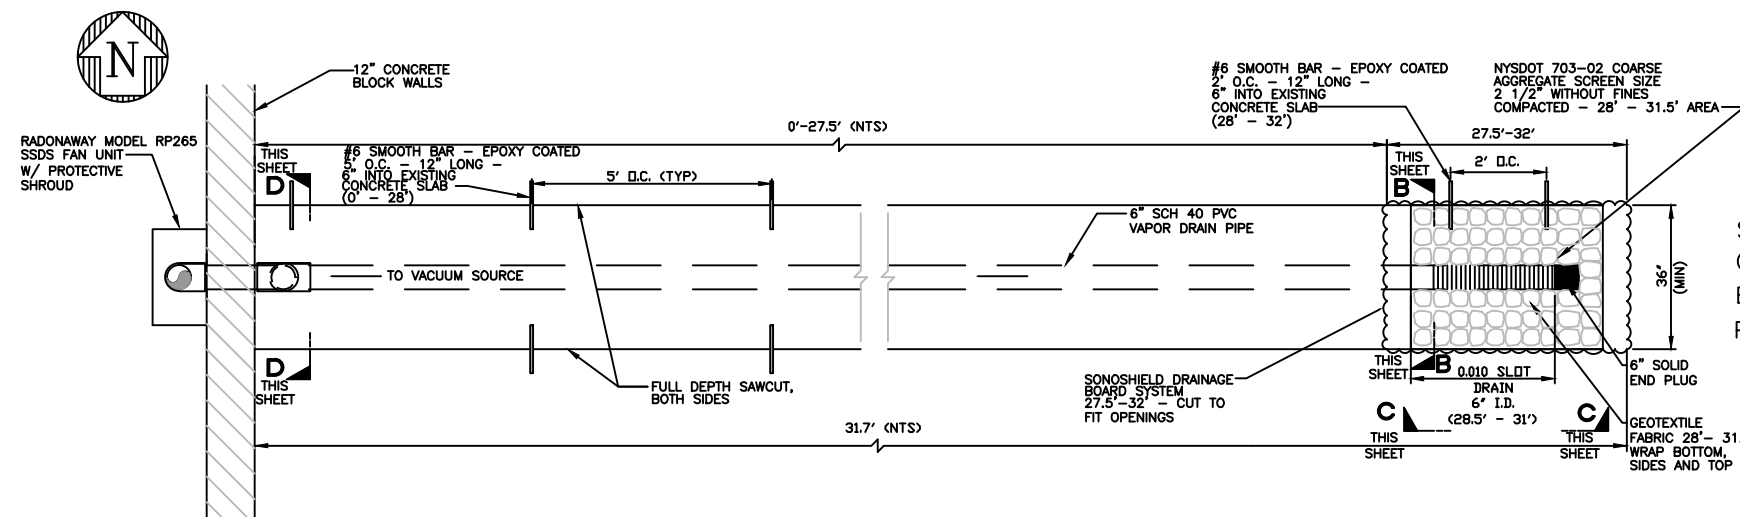 N
12" CONCRETE
BLOCK WALLS
#6 SMOOTH BAR - EPOXY COATED
2' O.C. - 12" LONG -
6" INTO EXISTING
CONCRETE SLAB
(28' - 32')
NYSDOT 703-02 COARSE
AGGREGATE SCREEN SIZE
2 1/2" WITHOUT FINES
COMPACTED - 28' - 31.5' AREA
RADONAWAY MODEL RP265
SSDS FAN UNIT
W/ PROTECTIVE
SHROUD
0'-27.5' (NTS)
27.5'-32'
THIS
SHEET
D
#6 SMOOTH BAR - EPOXY COATED
5' O.C. - 12" LONG -
6" INTO EXISTING
CONCRETE SLAB
(0' - 28')
5' O.C. (TYP)
THIS
SHEET
B
2' O.C.
6" SCH 40 PVC
VAPOR DRAIN PIPE
TO VACUUM SOURCE
36"
(MIN)
D
THIS
SHEET
FULL DEPTH SAWCUT,
BOTH SIDES
SONOSHIELD DRAINAGE
BOARD SYSTEM
27.5'-32' - CUT TO
FIT OPENINGS
THIS
SHEET
B
0.010 SLOT
DRAIN
6" I.D.
(28.5' - 31')
6" SOLID
END PLUG
C
THIS
SHEET
C
THIS
SHEET
GEOTEXTILE
FABRIC 28'- 31.
WRAP BOTTOM,
SIDES AND TOP
31.7' (NTS)